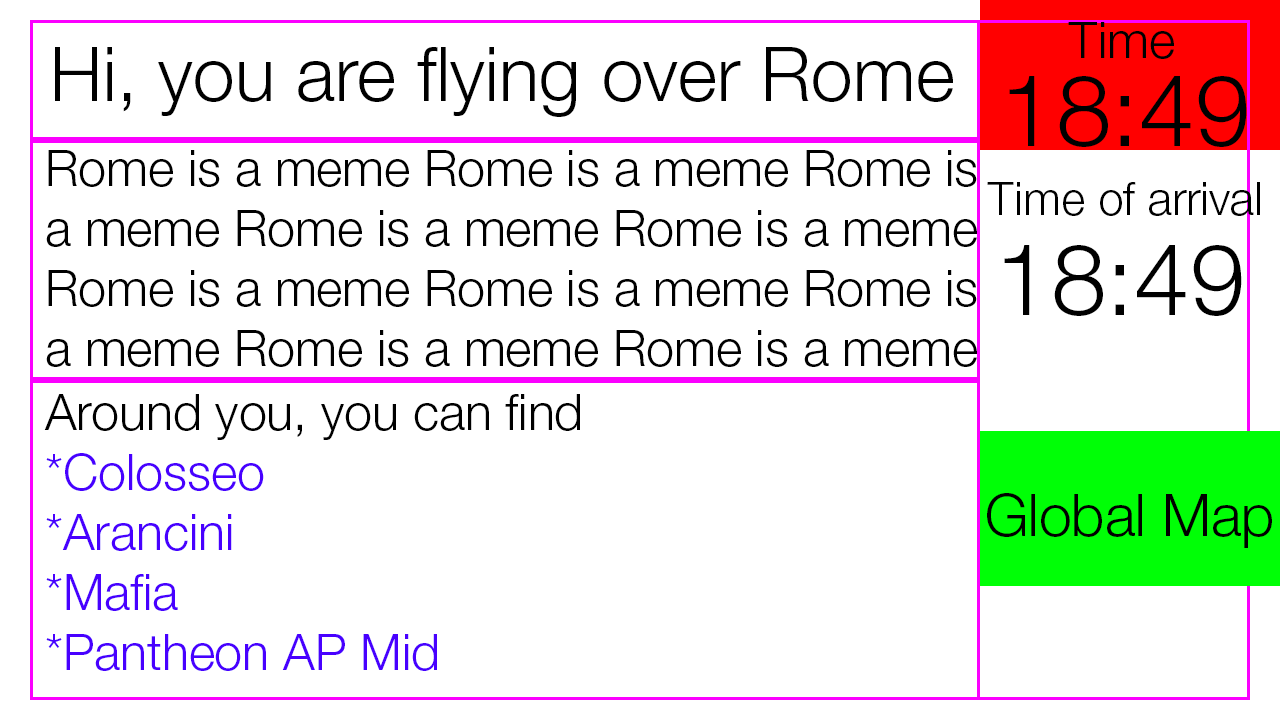 Hi, you are flying over Rome
Rome is a meme Rome is a meme Rome is
a meme Rome is a meme Rome is a meme
Rome is a meme Rome is a meme Rome is
a meme Rome is a meme Rome is a meme
Around you, you can find
*Colosseo
*Arancini
*Mafia
*Pantheon AP Mid
Time
18:49
Time of arrival
18:49
Global Map